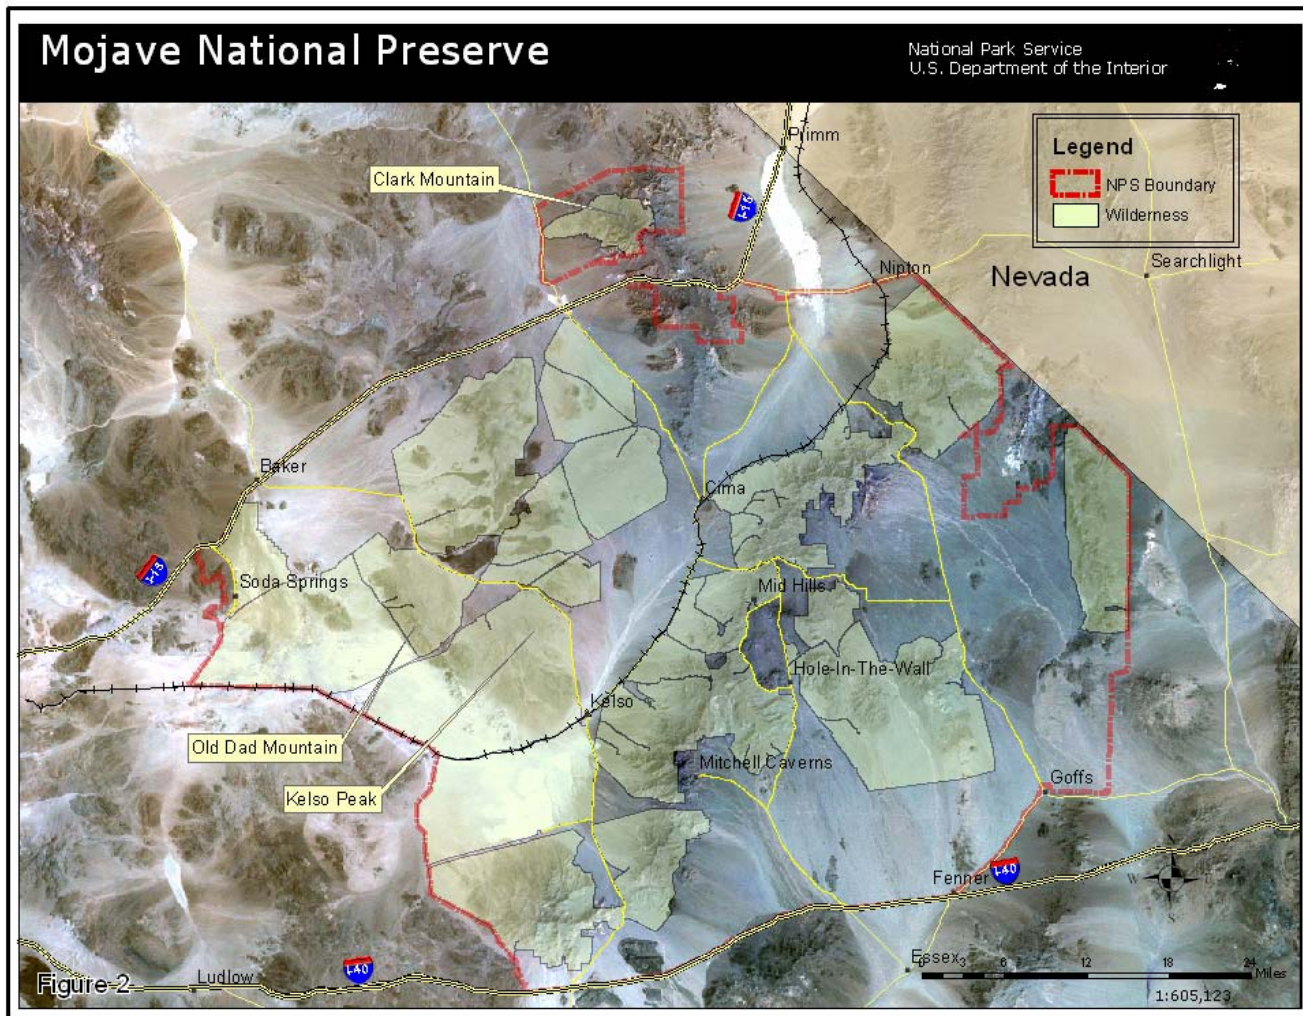 Mojave National Preserve
National Park Service
U.S. Department of the Interior
Primm
Legend
NPS Boundary
Wilderness
Clark Mountain
I-15
Nipton
Nevada
Searchlight
Baker
Cima
I-15
Soda Springs
Mid Hills
Hole-In-The-Wall
Kelso
Old Dad Mountain
Mitchell Caverns
Kelso Peak
Goffs
Fenner
I-40
W
S
Essex
Ludlow
I-40
Figure 2
3 6 12 18 24
Miles
1:605,123